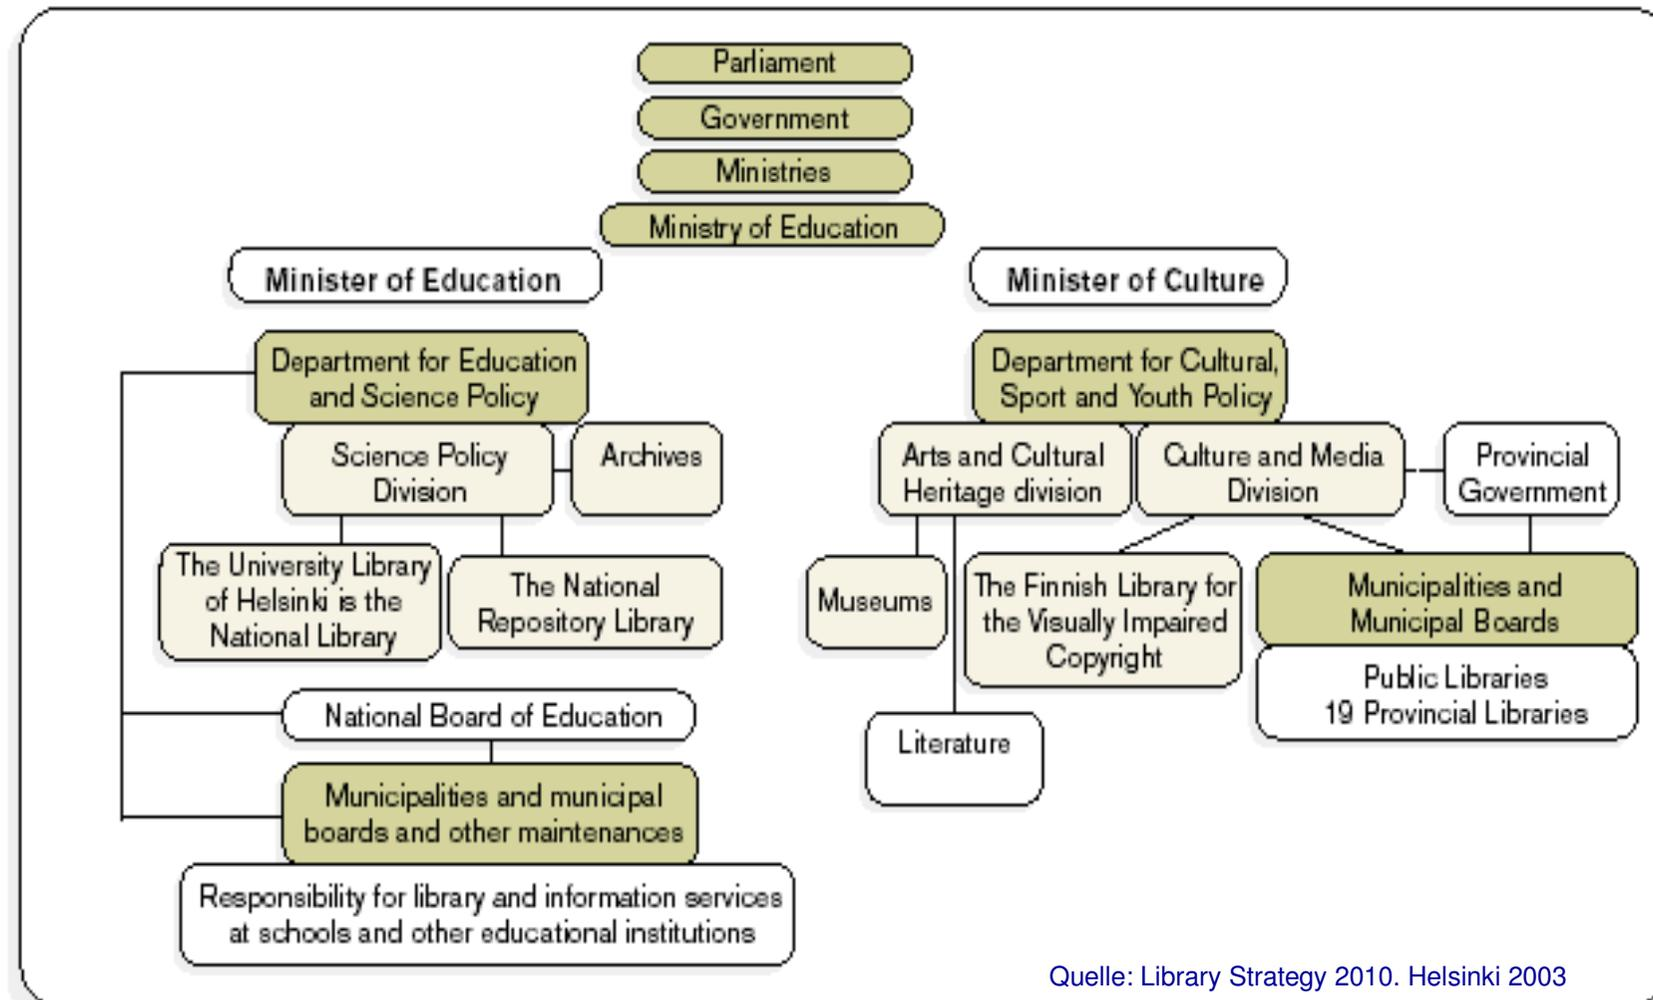 Parliament
Government
Ministries
Ministry of Education
Minister of Education
Minister of Culture
Department for Education
and Science Policy
Department for Cultural,
Sport and Youth Policy
Science Policy
Division
Archives
Arts and Cultural
Heritage division
Culture and Media
Division
Provincial
Government
The University Library
of Helsinki is the
National Library
The National
Repository Library
Museums
The Finnish Library for
the Visually Impaired
Copyright
Municipalities and
Municipal Boards
Public Libraries
19 Provincial Libraries
National Board of Education
Literature
Municipalities and municipal
boards and other maintenances
Responsibility for library and information services
at schools and other educational institutions
Quelle: Library Strategy 2010. Helsinki 2003